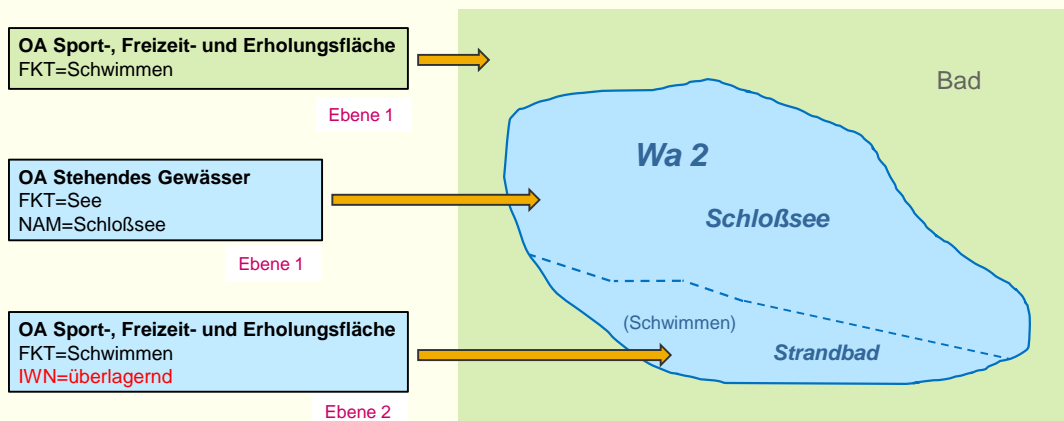 OA Sport-, Freizeit- und Erholungsfläche
FKT=Schwimmen
Ebene 1
OA Stehendes Gewässer
FKT=See
NAM=Schloßsee
Ebene 1
OA Sport-, Freizeit- und Erholungsfläche
FKT=Schwimmen
IWN=überlagernd
Ebene 2
Bad
Wa 2
Schloßsee
(Schwimmen)
Strandbad